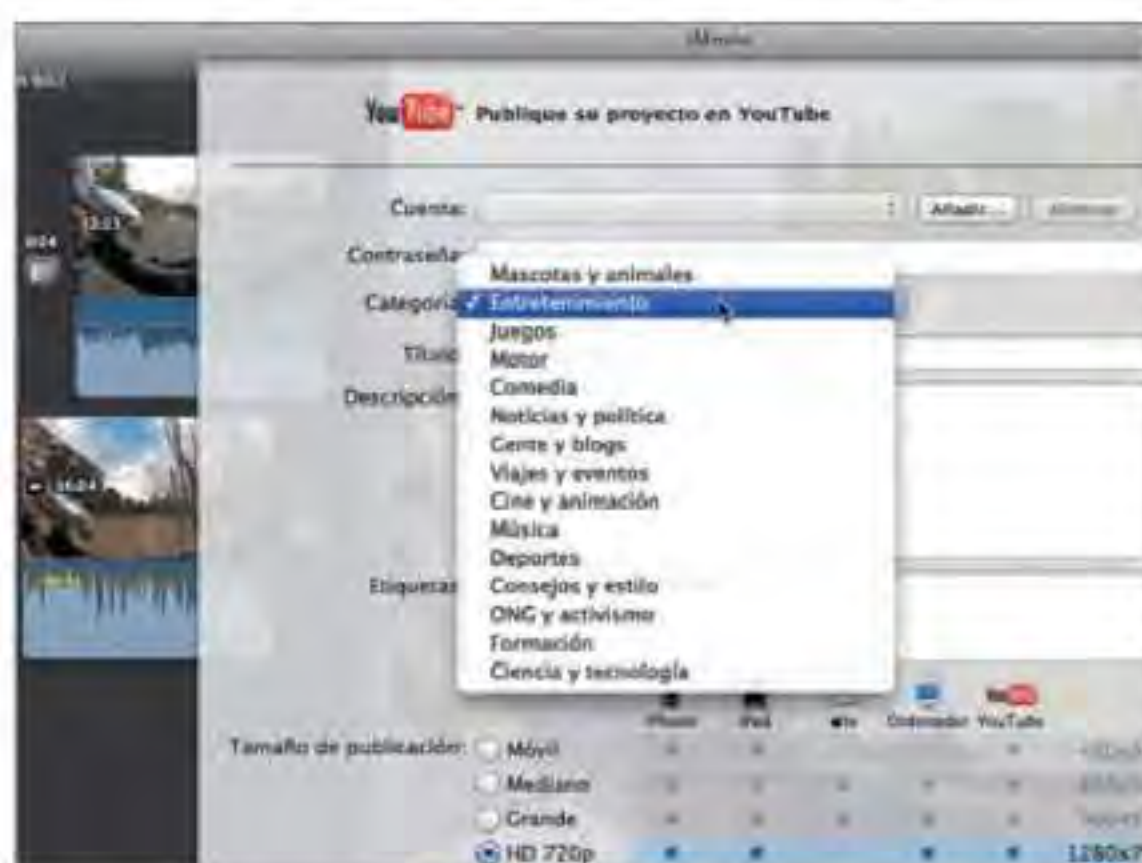 iMovie
YouTube Publique su proyecto en YouTube
Cuenta: Añadir...
Contraseña
Mascotas y animales
Categoría ✓ Entretenimiento
Juegos
Título
Motor
Descripción
Comedia
Noticias y política
Gente y blogs
Viajes y eventos
Cine y animación
Música
Deportes
Etiquetas
Consejos y estilo
ONG y activismo
Formación
Ciencia y tecnología
iPhone iPad tv Ordenador YouTube
Tamaño de publicación: Móvil
Mediano
Grande
HD 720p